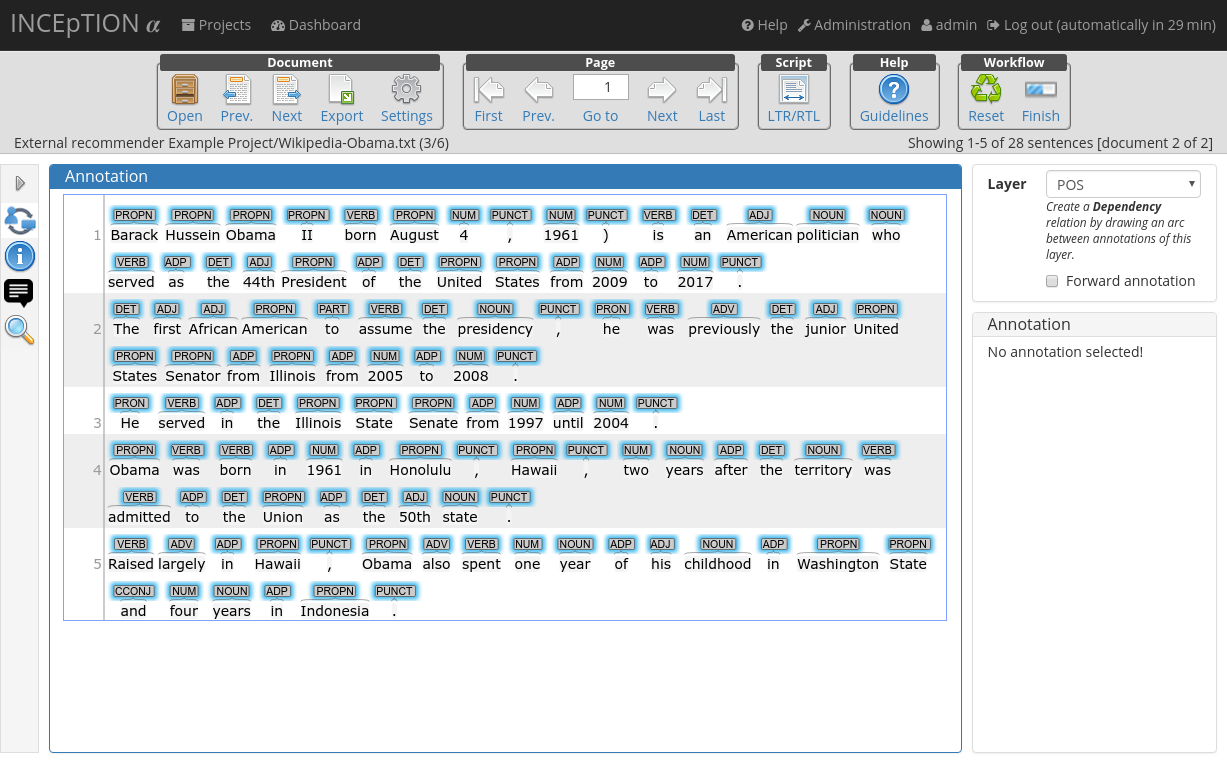 INCEpTION α Projects Dashboard Help Administration admin Log out (automatically in 29 min)
Document Page Script Help Workflow
1
Open Prev. Next Export Settings First Prev. Go to Next Last LTR/RTL Guidelines Reset Finish
External recommender Example Project/Wikipedia-Obama.txt (3/6) Showing 1-5 of 28 sentences [document 2 of 2]
Annotation
PROPN PROPN PROPN PROPN VERB PROPN NUM PUNCT NUM PUNCT VERB DET ADJ NOUN NOUN
1 Barack Hussein Obama II born August 4 , 1961 ) is an American politician who
VERB ADP DET ADJ PROPN ADP DET PROPN PROPN ADP NUM ADP NUM PUNCT
served as the 44th President of the United States from 2009 to 2017 .
DET ADJ ADJ PROPN PART VERB DET NOUN PUNCT PRON VERB ADV DET ADJ PROPN
2 The first African American to assume the presidency , he was previously the junior United
PROPN PROPN ADP PROPN ADP NUM ADP NUM PUNCT
States Senator from Illinois from 2005 to 2008 .
PRON VERB ADP DET PROPN PROPN PROPN ADP NUM ADP NUM PUNCT
3 He served in the Illinois State Senate from 1997 until 2004 .
PROPN VERB VERB ADP NUM ADP PROPN PUNCT PROPN PUNCT NUM NOUN ADP DET NOUN VERB
4 Obama was born in 1961 in Honolulu , Hawaii , two years after the territory was
VERB ADP DET PROPN ADP DET ADJ NOUN PUNCT
admitted to the Union as the 50th state .
VERB ADV ADP PROPN PUNCT PROPN ADV VERB NUM NOUN ADP ADJ NOUN ADP PROPN PROPN
5 Raised largely in Hawaii , Obama also spent one year of his childhood in Washington State
CCONJ NUM NOUN ADP PROPN PUNCT
and four years in Indonesia .
Layer POS
Create a Dependency
relation by drawing an arc
between annotations of this
layer.
Forward annotation
Annotation
No annotation selected!